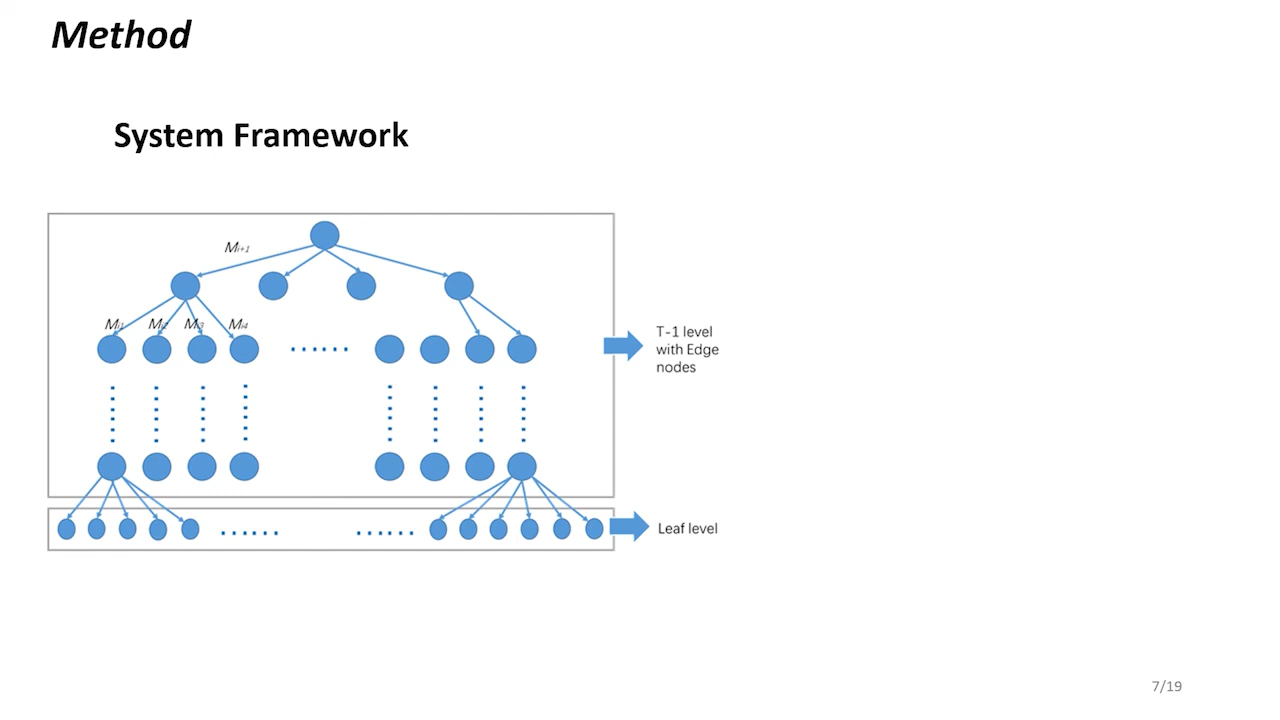 Method
System Framework
Mi+1
Mi1 Mi2 Mi3 Mi4
T-1 level
with Edge
nodes
Leaf level
7/19